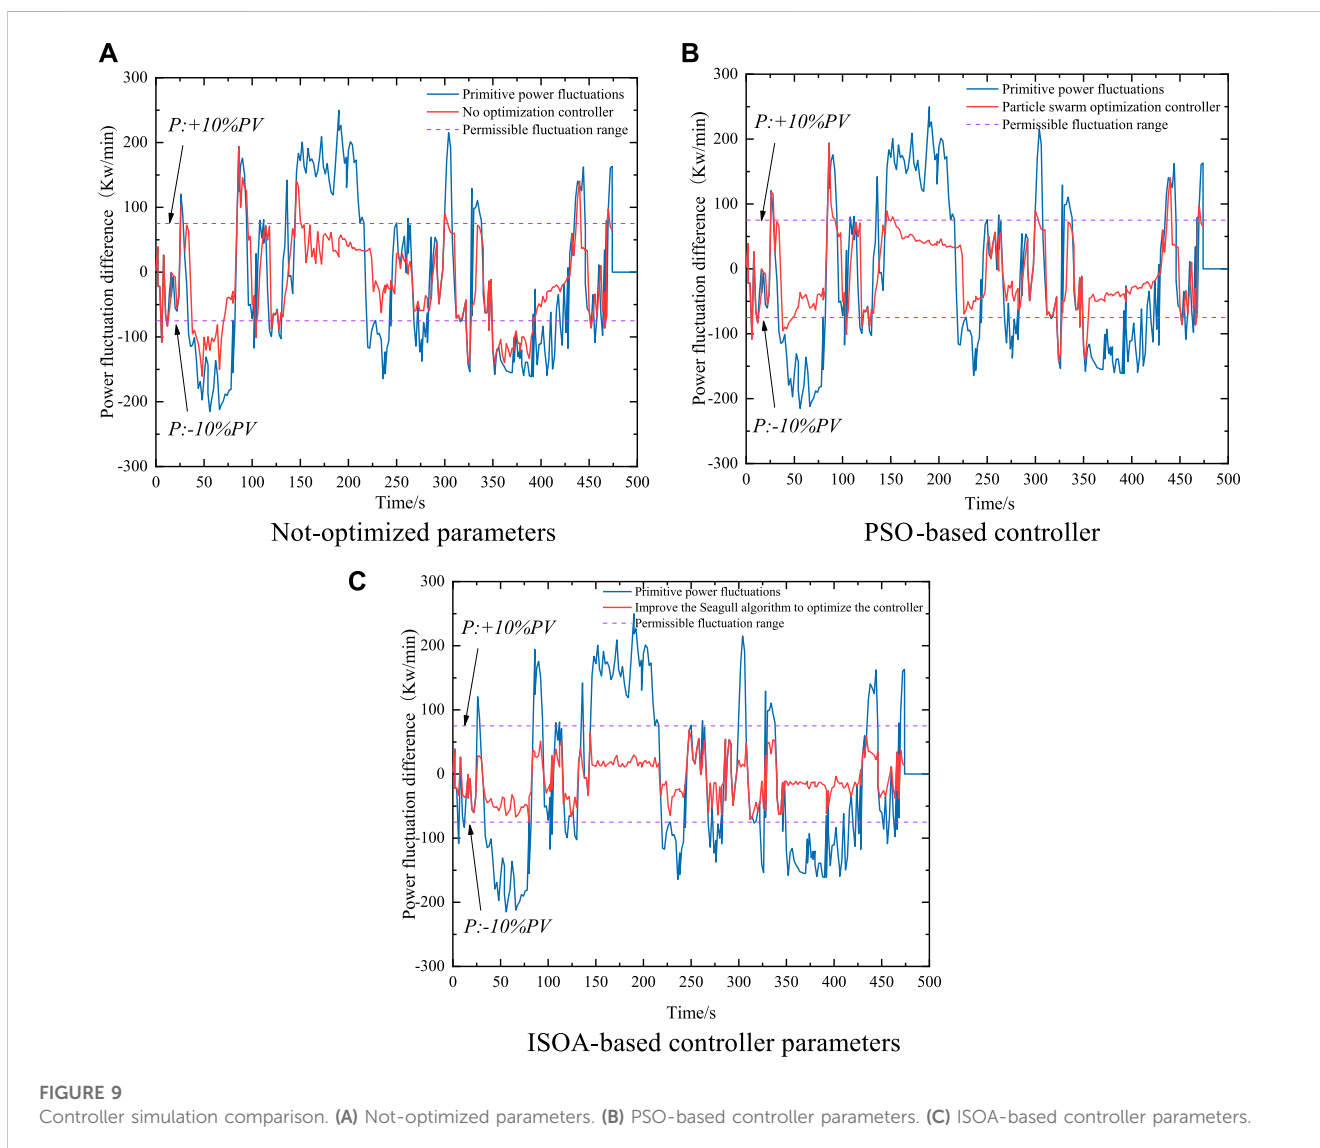 A
300
200
100
0
-100
-200
-300
Power fluctuation difference (Kw/min)
Primitive power fluctuations
No optimization controller
Permissible fluctuation range
P:+10%PV
P:-10%PV
0 50 100 150 200 250 300 350 400 450 500
Time/s
Not-optimized parameters
B
300
200
100
0
-100
-200
-300
Power fluctuation difference (Kw/min)
Primitive power fluctuations
Particle swarm optimization controller
Permissible fluctuation range
P:+10%PV
P:-10%PV
0 50 100 150 200 250 300 350 400 450 500
Time/s
PSO-based controller
C
300
200
100
0
-100
-200
-300
Power fluctuation difference (Kw/min)
Primitive power fluctuations
Improve the Seagull algorithm to optimize the controller
Permissible fluctuation range
P:+10%PV
P:-10%PV
0 50 100 150 200 250 300 350 400 450 500
Time/s
ISOA-based controller parameters
FIGURE 9
Controller simulation comparison. (A) Not-optimized parameters. (B) PSO-based controller parameters. (C) ISOA-based controller parameters.